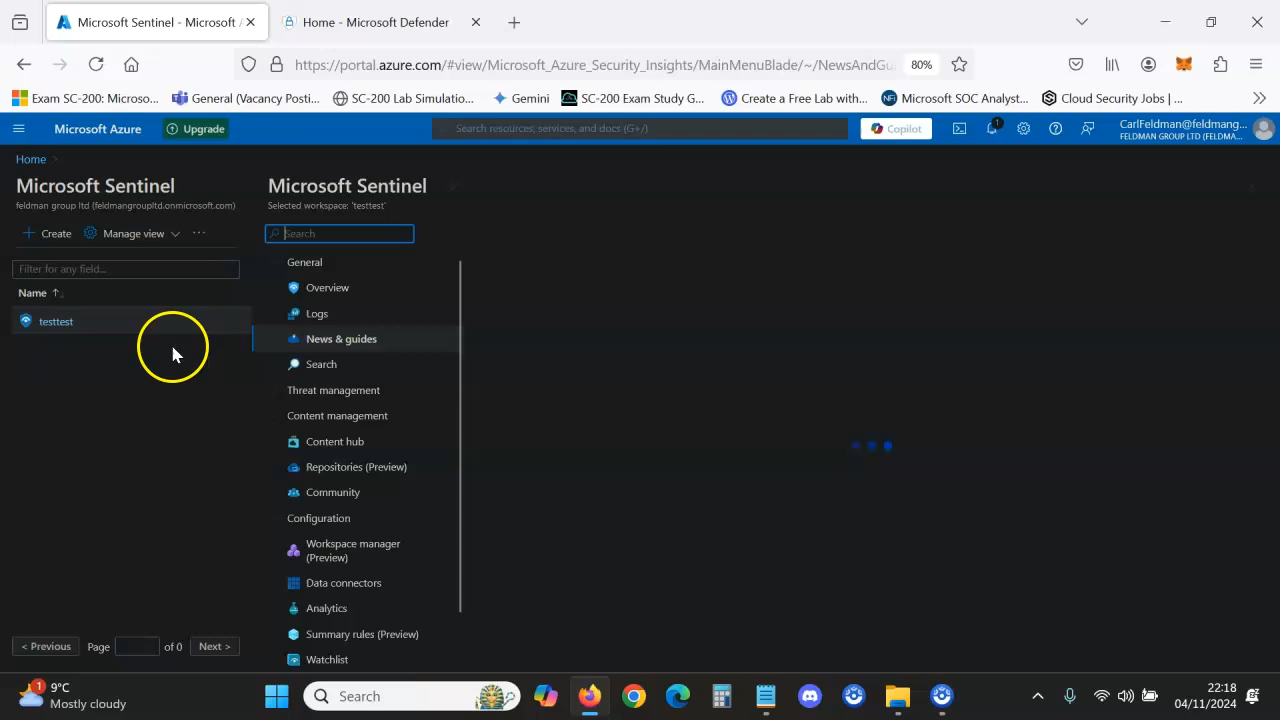 Microsoft Sentinel - Microsoft A
Home - Microsoft Defender
https://portal.azure.com/#view/Microsoft_Azure_Security_Insights/MainMenuBlade/~/NewsAndGu
80%
Exam SC-200: Microso...
General (Vacancy Posti...
SC-200 Lab Simulatio...
Gemini
SC-200 Exam Study G...
Create a Free Lab with...
Microsoft SOC Analyst...
Cloud Security Jobs | ...
Microsoft Azure
Upgrade
Search resources, services, and docs (G+/)
Copilot
1
CarlFeldman@feldmang...
FELDMAN GROUP LTD (FELDMAN...
Home
Microsoft Sentinel
feldman group ltd (feldmangroupltd.onmicrosoft.com)
Create
Manage view
...
Filter for any field...
Name
testtest
< Previous
Page
of 0
Next >
Microsoft Sentinel
Selected workspace: 'testtest'
Search
General
Overview
Logs
News & guides
Search
Threat management
Content management
Content hub
Repositories (Preview)
Community
Configuration
Workspace manager
(Preview)
Data connectors
Analytics
Summary rules (Preview)
Watchlist
1
9°C
Mostly cloudy
Search
22:18
04/11/2024